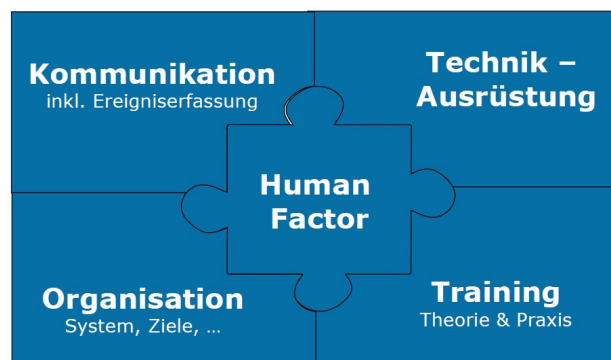 Kommunikation
inkl. Ereigniserfassung
Technik –
Ausrüstung
Human
Factor
Organisation
System, Ziele, ...
Training
Theorie & Praxis